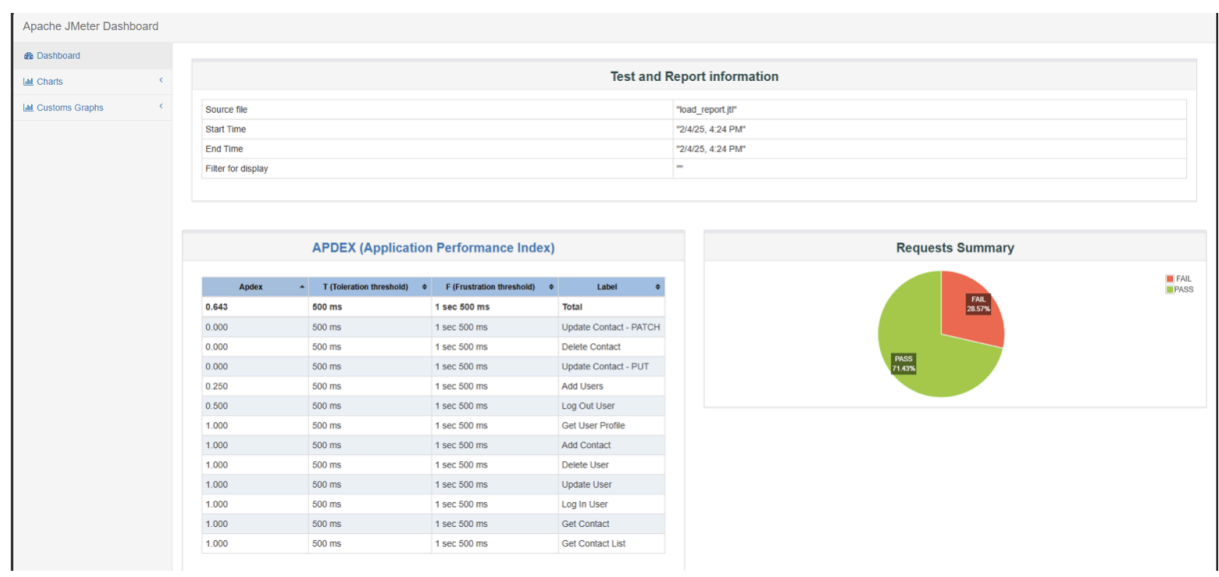 Apache JMeter Dashboard
Dashboard
Charts
Customs Graphs
Test and Report information
Source file "load_report.jtl"
Start Time "2/4/25, 4:24 PM"
End Time "2/4/25, 4:24 PM"
Filter for display ""
APDEX (Application Performance Index)
Apdex T (Toleration threshold) F (Frustration threshold) Label
0.643 500 ms 1 sec 500 ms Total
0.000 500 ms 1 sec 500 ms Update Contact - PATCH
0.000 500 ms 1 sec 500 ms Delete Contact
0.000 500 ms 1 sec 500 ms Update Contact - PUT
0.250 500 ms 1 sec 500 ms Add Users
0.500 500 ms 1 sec 500 ms Log Out User
1.000 500 ms 1 sec 500 ms Get User Profile
1.000 500 ms 1 sec 500 ms Add Contact
1.000 500 ms 1 sec 500 ms Delete User
1.000 500 ms 1 sec 500 ms Update User
1.000 500 ms 1 sec 500 ms Log In User
1.000 500 ms 1 sec 500 ms Get Contact
1.000 500 ms 1 sec 500 ms Get Contact List
Requests Summary
FAIL
PASS
FAIL
28.57%
PASS
71.43%